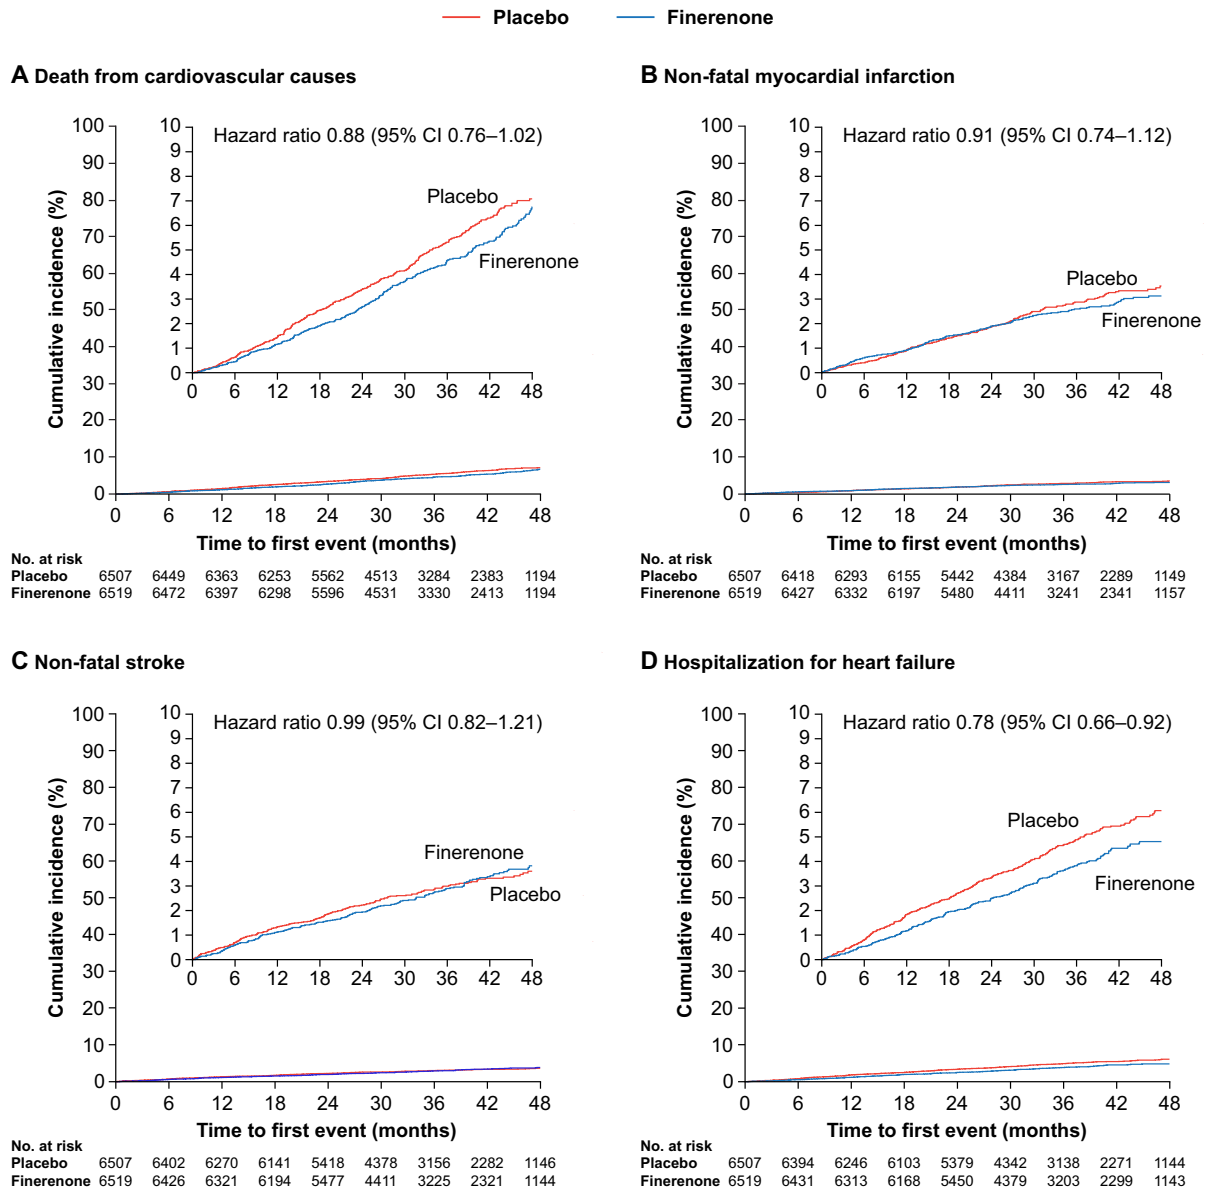 Placebo Finerenone
A Death from cardiovascular causes
Hazard ratio 0.88 (95% CI 0.76–1.02)
Cumulative incidence (%)
100
90
80
70
60
50
40
30
20
10
0
10
9
8
7
6
5
4
3
2
1
0
Placebo
Finerenone
0 6 12 18 24 30 36 42 48
0 6 12 18 24 30 36 42 48
Time to first event (months)
No. at risk
Placebo 6507 6449 6363 6253 5562 4513 3284 2383 1194
Finerenone 6519 6472 6397 6298 5596 4531 3330 2413 1194
B Non-fatal myocardial infarction
Hazard ratio 0.91 (95% CI 0.74–1.12)
Cumulative incidence (%)
100
90
80
70
60
50
40
30
20
10
0
10
9
8
7
6
5
4
3
2
1
0
Placebo
Finerenone
0 6 12 18 24 30 36 42 48
0 6 12 18 24 30 36 42 48
Time to first event (months)
No. at risk
Placebo 6507 6418 6293 6155 5442 4384 3167 2289 1149
Finerenone 6519 6427 6332 6197 5480 4411 3241 2341 1157
C Non-fatal stroke
Hazard ratio 0.99 (95% CI 0.82–1.21)
Cumulative incidence (%)
100
90
80
70
60
50
40
30
20
10
0
10
9
8
7
6
5
4
3
2
1
0
Finerenone
Placebo
0 6 12 18 24 30 36 42 48
0 6 12 18 24 30 36 42 48
Time to first event (months)
No. at risk
Placebo 6507 6402 6270 6141 5418 4378 3156 2282 1146
Finerenone 6519 6426 6321 6194 5477 4411 3225 2321 1144
D Hospitalization for heart failure
Hazard ratio 0.78 (95% CI 0.66–0.92)
Cumulative incidence (%)
100
90
80
70
60
50
40
30
20
10
0
10
9
8
7
6
5
4
3
2
1
0
Placebo
Finerenone
0 6 12 18 24 30 36 42 48
0 6 12 18 24 30 36 42 48
Time to first event (months)
No. at risk
Placebo 6507 6394 6246 6103 5379 4342 3138 2271 1144
Finerenone 6519 6431 6313 6168 5450 4379 3203 2299 1143